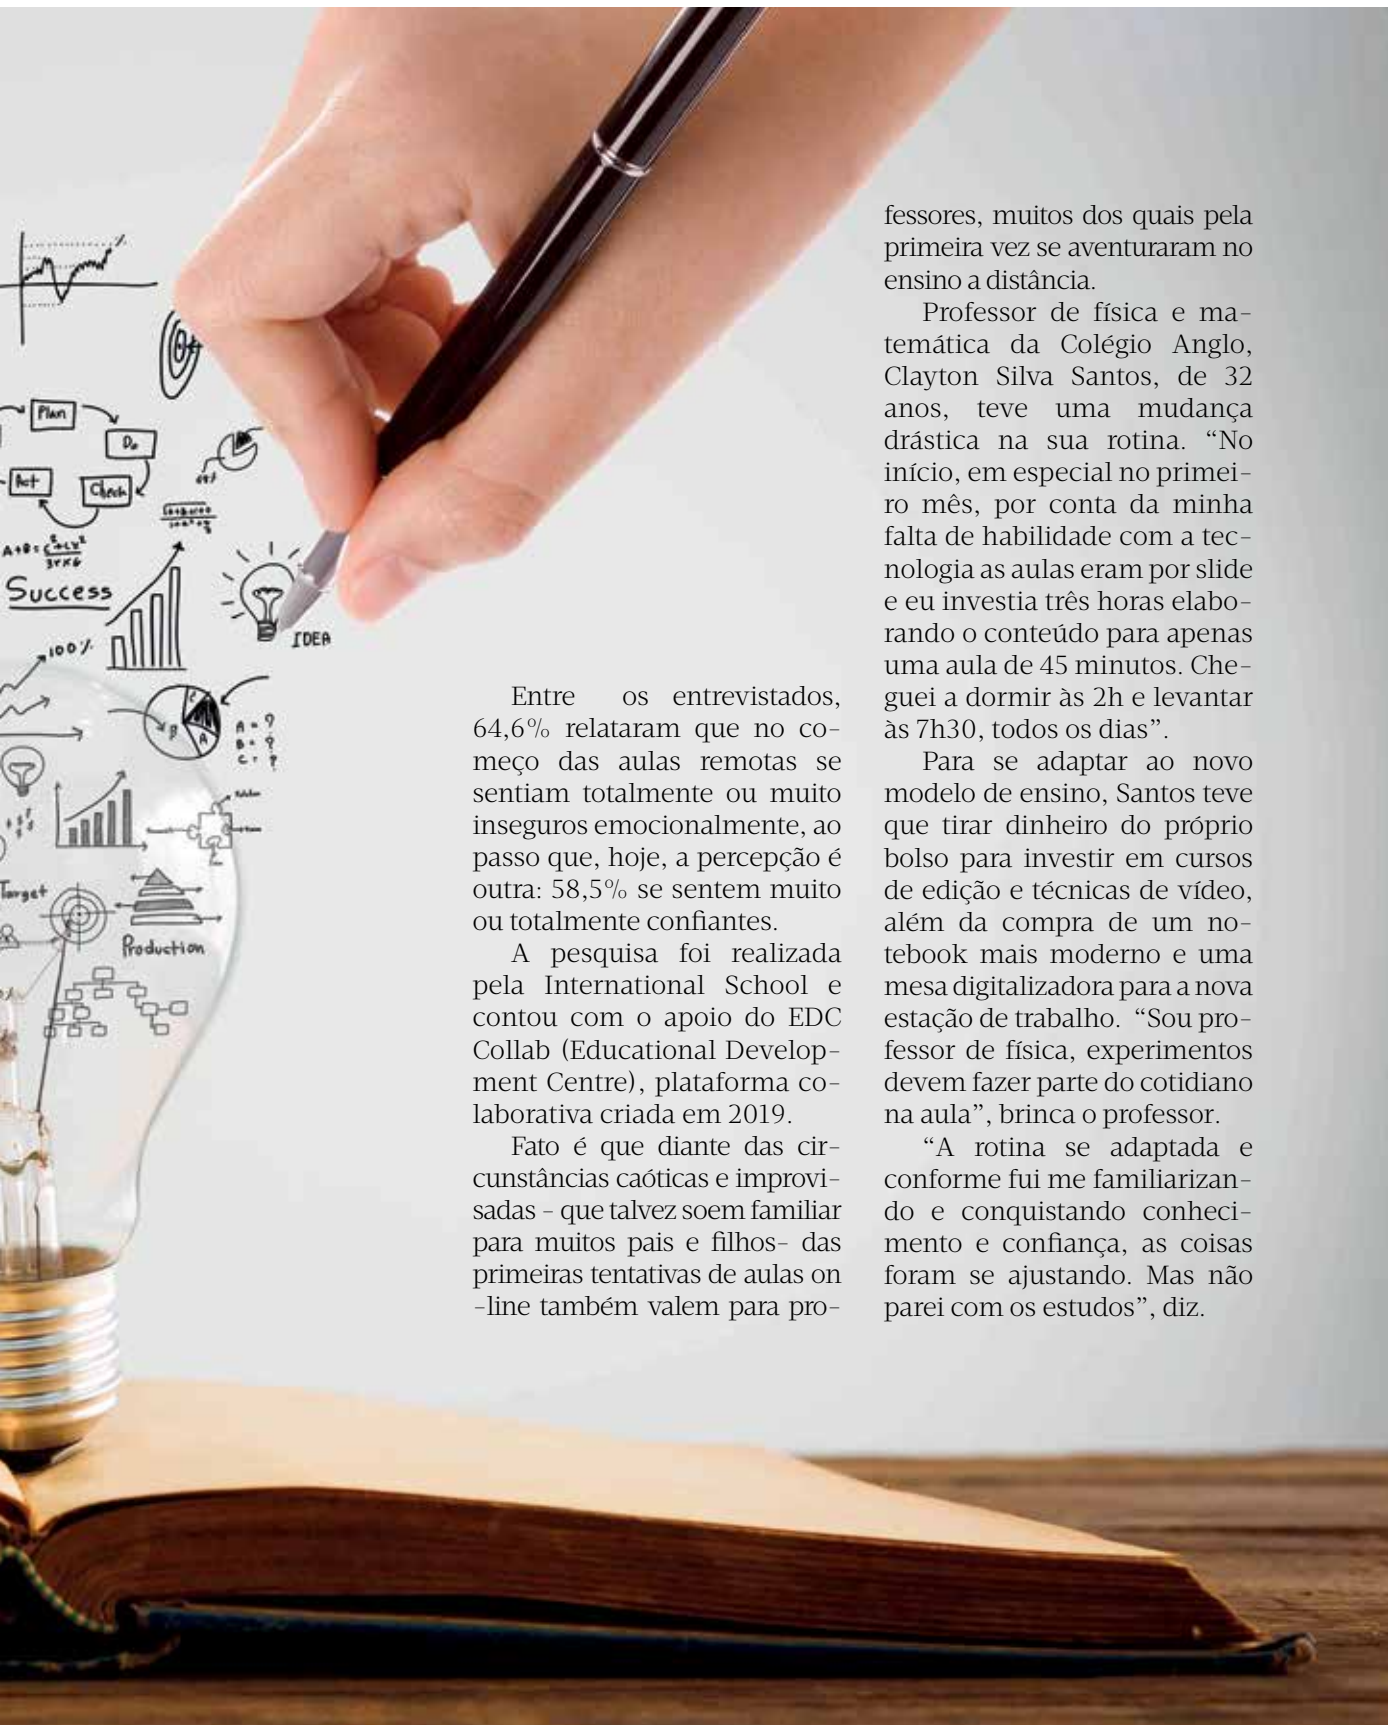 Plan
Do
Act
Check
Success
IDEA
100%
A = ?
B = ?
C = ?
Target
Production
Entre os entrevistados,
64,6% relataram que no co-
meço das aulas remotas se
sentiam totalmente ou muito
inseguros emocionalmente, ao
passo que, hoje, a percepção é
outra: 58,5% se sentem muito
ou totalmente confiantes.
A pesquisa foi realizada
pela International School e
contou com o apoio do EDC
Collab (Educational Develop-
ment Centre), plataforma co-
laborativa criada em 2019.
Fato é que diante das cir-
cunstâncias caóticas e improvi-
sadas - que talvez soem familiar
para muitos pais e filhos- das
primeiras tentativas de aulas on
-line também valem para pro-
fessores, muitos dos quais pela
primeira vez se aventuraram no
ensino a distância.
Professor de física e ma-
temática da Colégio Anglo,
Clayton Silva Santos, de 32
anos, teve uma mudança
drástica na sua rotina. “No
início, em especial no primei-
ro mês, por conta da minha
falta de habilidade com a tec-
nologia as aulas eram por slide
e eu investia três horas elabo-
rando o conteúdo para apenas
uma aula de 45 minutos. Che-
guei a dormir às 2h e levantar
às 7h30, todos os dias”.
Para se adaptar ao novo
modelo de ensino, Santos teve
que tirar dinheiro do próprio
bolso para investir em cursos
de edição e técnicas de vídeo,
além da compra de um no-
tebook mais moderno e uma
mesa digitalizadora para a nova
estação de trabalho. “Sou pro-
fessor de física, experimentos
devem fazer parte do cotidiano
na aula”, brinca o professor.
“A rotina se adaptada e
conforme fui me familiarizan-
do e conquistando conheci-
mento e confiança, as coisas
foram se ajustando. Mas não
parei com os estudos”, diz.